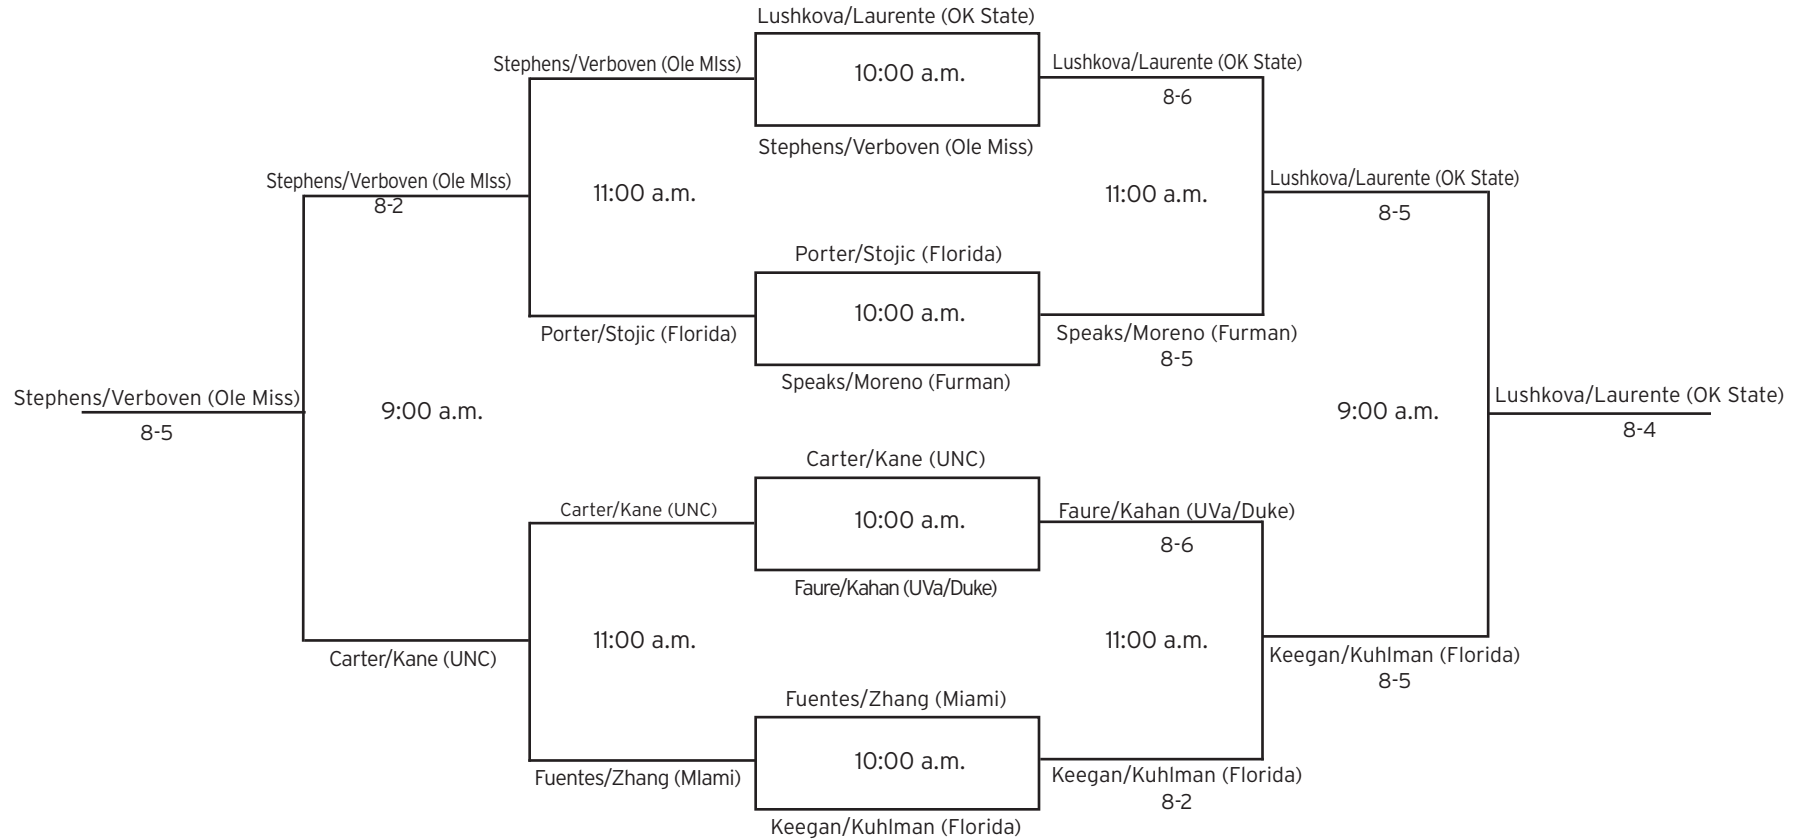 Lushkova/Laurente (OK State)
Stephens/Verboven (Ole MIss)
10:00 a.m.
Lushkova/Laurente (OK State)
8-6
Stephens/Verboven (Ole Miss)
Stephens/Verboven (Ole MIss)
8-2
11:00 a.m.
11:00 a.m.
Lushkova/Laurente (OK State)
8-5
Porter/Stojic (Florida)
10:00 a.m.
Porter/Stojic (Florida)
Speaks/Moreno (Furman)
8-5
Speaks/Moreno (Furman)
Stephens/Verboven (Ole Miss)
8-5
9:00 a.m.
9:00 a.m.
Lushkova/Laurente (OK State)
8-4
Carter/Kane (UNC)
Carter/Kane (UNC)
10:00 a.m.
Faure/Kahan (UVa/Duke)
8-6
Faure/Kahan (UVa/Duke)
Carter/Kane (UNC)
11:00 a.m.
11:00 a.m.
Keegan/Kuhlman (Florida)
8-5
Fuentes/Zhang (Miami)
10:00 a.m.
Fuentes/Zhang (MIami)
Keegan/Kuhlman (Florida)
8-2
Keegan/Kuhlman (Florida)